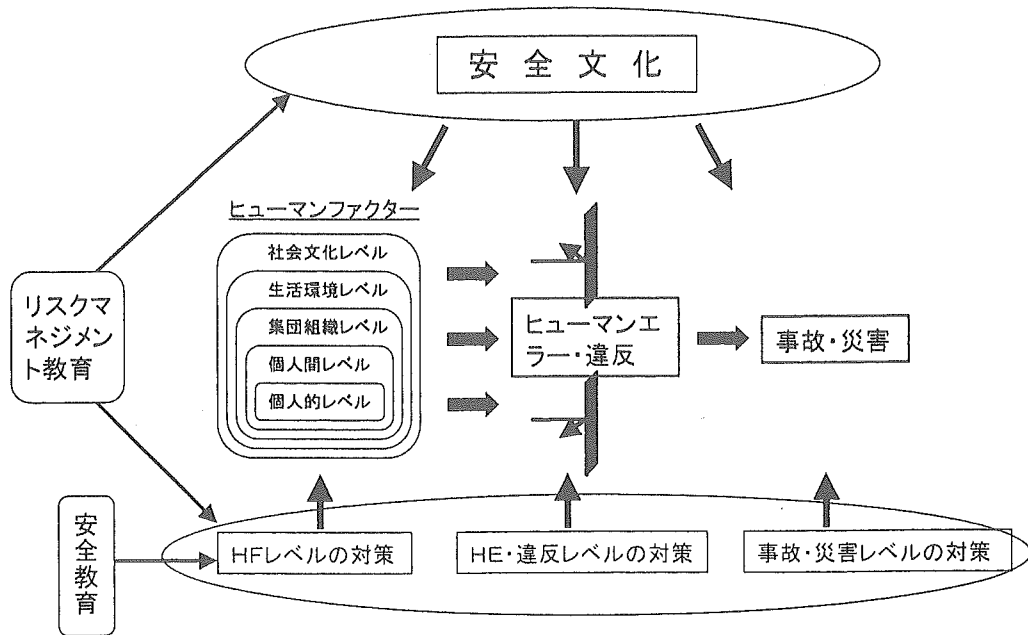 安全文化
ヒューマンファクター
社会文化レベル
生活環境レベル
集団組織レベル
個人間レベル
個人的レベル
リスクマ
ネジメン
ト教育
ヒューマンエ
ラー・違反
事故・災害
安全教育
HFレベルの対策
HE・違反レベルの対策
事故・災害レベルの対策